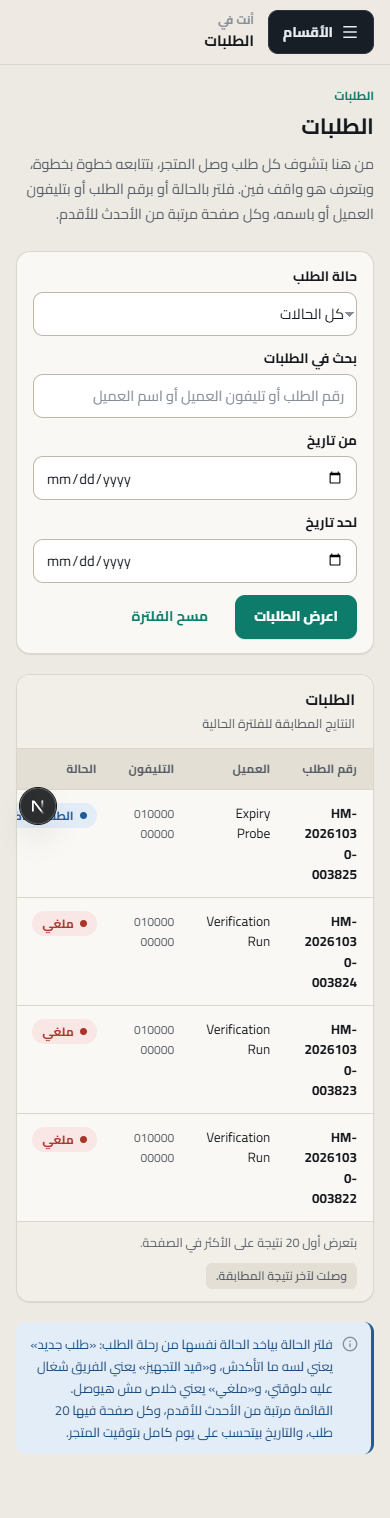 الأقسام
أنت في
الطلبات
الطلبات
الطلبات
من هنا بتشوف كل طلب وصل المتجر، بتتابعه خطوة بخطوة،
وبتعرف هو واقف فين. فلتر بالحالة أو برقم الطلب أو بتليفون
العميل أو باسمه، وكل صفحة مرتبة من الأحدث للأقدم.
حالة الطلب
كل الحالات
بحث في الطلبات
رقم الطلب أو تليفون العميل أو اسم العميل
من تاريخ
mm/dd/yyyy
لحد تاريخ
mm/dd/yyyy
اعرض الطلبات
مسح الفلترة
الطلبات
النتايج المطابقة للفلترة الحالية
رقم الطلب العميل التليفون الحالة
HM-
2026103
0-
003825
Expiry
Probe
010000
00000
HM-
2026103
0-
003824
Verification
Run
010000
00000
ملغي
HM-
2026103
0-
003823
Verification
Run
010000
00000
ملغي
HM-
2026103
0-
003822
Verification
Run
010000
00000
ملغي
بتعرض أول 20 نتيجة على الأكثر في الصفحة.
وصلت لآخر نتيجة المطابقة.
فلتر الحالة بياخد الحالة نفسها من رحلة الطلب: «طلب جديد»
يعني لسه ما اتأكدش، و«قيد التجهيز» يعني الفريق شغال
عليه دلوقتي، و«ملغي» يعني خلاص مش هيوصل.
القائمة مرتبة من الأحدث للأقدم، وكل صفحة فيها 20
طلب، والتاريخ بيتحسب على يوم كامل بتوقيت المتجر.